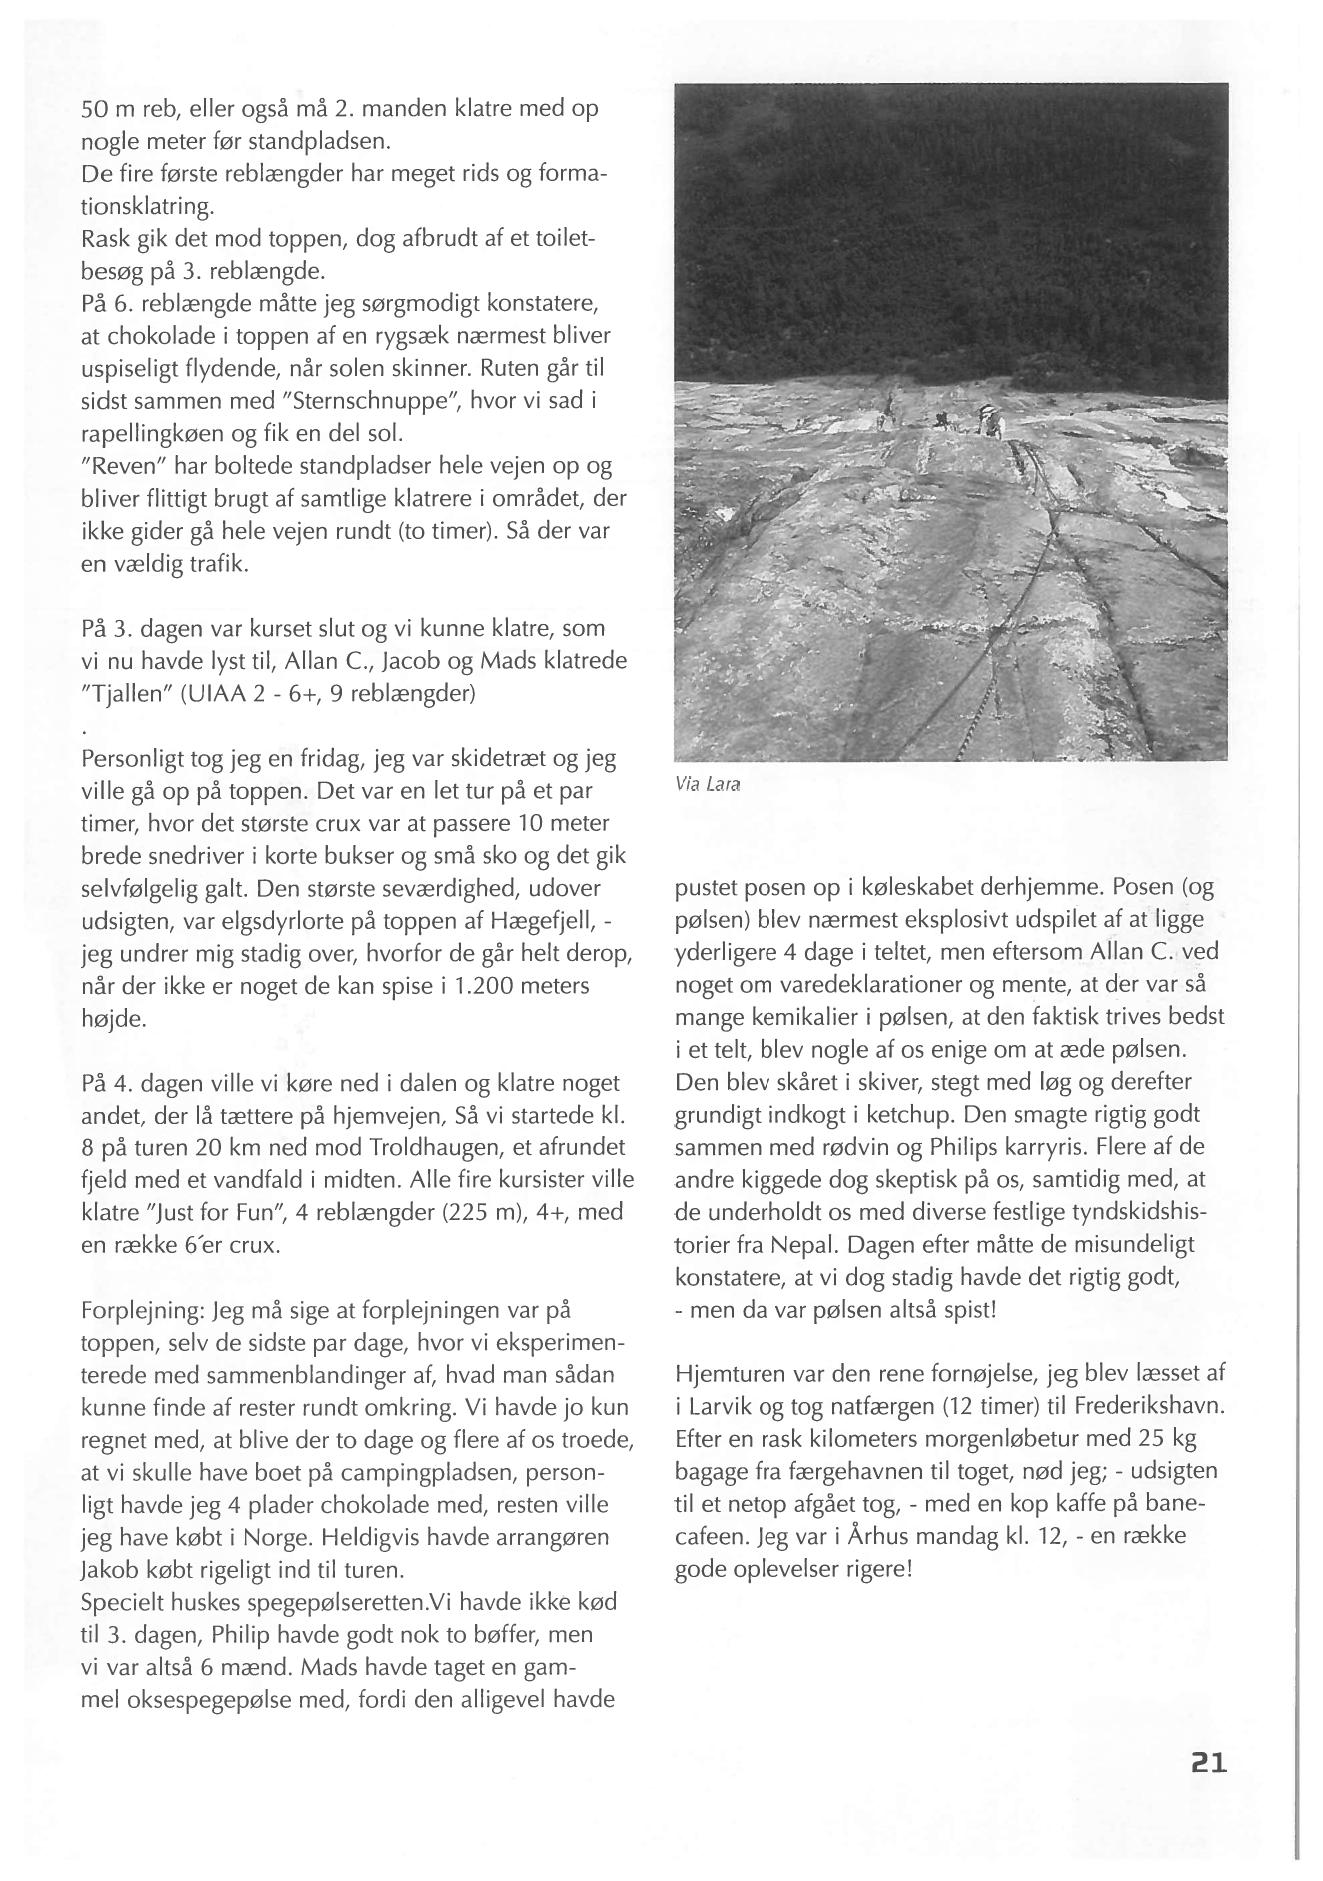 50 m reb, eller også må 2. manden klatre med op
nogle meter før standpladsen.
De fire første reblængder har meget rids og forma-
tionsklatring.
Rask gik det mod toppen, dog afbrudt af et toilet-
besøg på 3. reblængde.
På 6. reblængde måtte jeg sørgmodigt konstatere,
at chokolade i toppen af en rygsæk nærmest bliver
uspiseligt flydende, når solen skinner. Ruten går til
sidst sammen med "Sternschnuppe", hvor vi sad i
rapellingkøen og fik en del sol.
"Reven" har boltede standpladser hele vejen op og
bliver flittigt brugt af samtlige klatrere i området, der
ikke gider gå hele vejen rundt (to timer). Så der var
en vældig trafik.

På 3. dagen var kurset slut og vi kunne klatre, som
vi nu havde lyst til, Allan C., Jacob og Mads klatrede
"Tjallen" (UIAA 2 - 6+, 9 reblængder)
.
Personligt tog jeg en fridag, jeg var skidetræt og jeg
ville gå op på toppen. Det var en let tur på et par
timer, hvor det største crux var at passere 10 meter
brede snedriver i korte bukser og små sko og det gik
selvfølgelig galt. Den største seværdighed, udover
udsigten, var elgsdyrlorte på toppen af Hægefjell, -
jeg undrer mig stadig over, hvorfor de går helt derop,
når der ikke er noget de kan spise i 1.200 meters
højde.

På 4. dagen ville vi køre ned i dalen og klatre noget
andet, der lå tættere på hjemvejen, Så vi startede kl.
8 på turen 20 km ned mod Troldhaugen, et afrundet
fjeld med et vandfald i midten. Alle fire kursister ville
klatre "Just for Fun", 4 reblængder (225 m), 4+, med
en række 6´er crux.

Forplejning: Jeg må sige at forplejningen var på
toppen, selv de sidste par dage, hvor vi eksperimen-
terede med sammenblandinger af, hvad man sådan
kunne finde af rester rundt omkring. Vi havde jo kun
regnet med, at blive der to dage og flere af os troede,
at vi skulle have boet på campingpladsen, person-
ligt havde jeg 4 plader chokolade med, resten ville
jeg have købt i Norge. Heldigvis havde arrangøren
Jakob købt rigeligt ind til turen.
Specielt huskes spegepølseretten.Vi havde ikke kød
til 3. dagen, Philip havde godt nok to bøffer, men
vi var altså 6 mænd. Mads havde taget en gam-
mel oksespegepølse med, fordi den alligevel havde

Via Lara

pustet posen op i køleskabet derhjemme. Posen (og
pølsen) blev nærmest eksplosivt udspilet af at ligge
yderligere 4 dage i teltet, men eftersom Allan C. ved
noget om varedeklarationer og mente, at der var så
mange kemikalier i pølsen, at den faktisk trives bedst
i et telt, blev nogle af os enige om at æde pølsen.
Den blev skåret i skiver, stegt med løg og derefter
grundigt indkogt i ketchup. Den smagte rigtig godt
sammen med rødvin og Philips karryris. Flere af de
andre kiggede dog skeptisk på os, samtidig med, at
de underholdt os med diverse festlige tyndskidshis-
torier fra Nepal. Dagen efter måtte de misundeligt
konstatere, at vi dog stadig havde det rigtig godt,
- men da var pølsen altså spist!

Hjemturen var den rene fornøjelse, jeg blev læsset af
i Larvik og tog natfærgen (12 timer) til Frederikshavn.
Efter en rask kilometers morgenløbetur med 25 kg
bagage fra færgehavnen til toget, nød jeg; - udsigten
til et netop afgået tog, - med en kop kaffe på bane-
cafeen. Jeg var i Århus mandag kl. 12, - en række
gode oplevelser rigere!

21